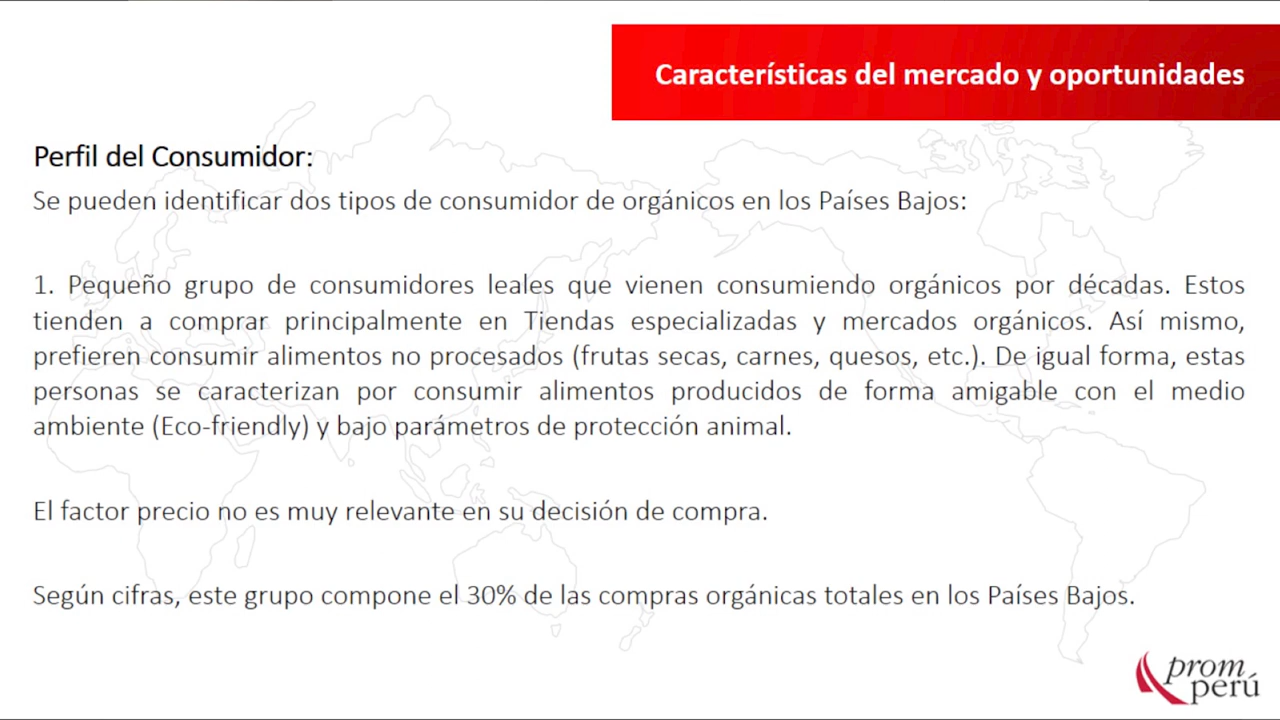 Características del mercado y oportunidades
Perfil del Consumidor:
Se pueden identificar dos tipos de consumidor de orgánicos en los Países Bajos:
1. Pequeño grupo de consumidores leales que vienen consumiendo orgánicos por décadas. Estos
tienden a comprar principalmente en Tiendas especializadas y mercados orgánicos. Así mismo,
prefieren consumir alimentos no procesados (frutas secas, carnes, quesos, etc.). De igual forma, estas
personas se caracterizan por consumir alimentos producidos de forma amigable con el medio
ambiente (Eco-friendly) y bajo parámetros de protección animal.
El factor precio no es muy relevante en su decisión de compra.
Según cifras, este grupo compone el 30% de las compras orgánicas totales en los Países Bajos.
prom
perú